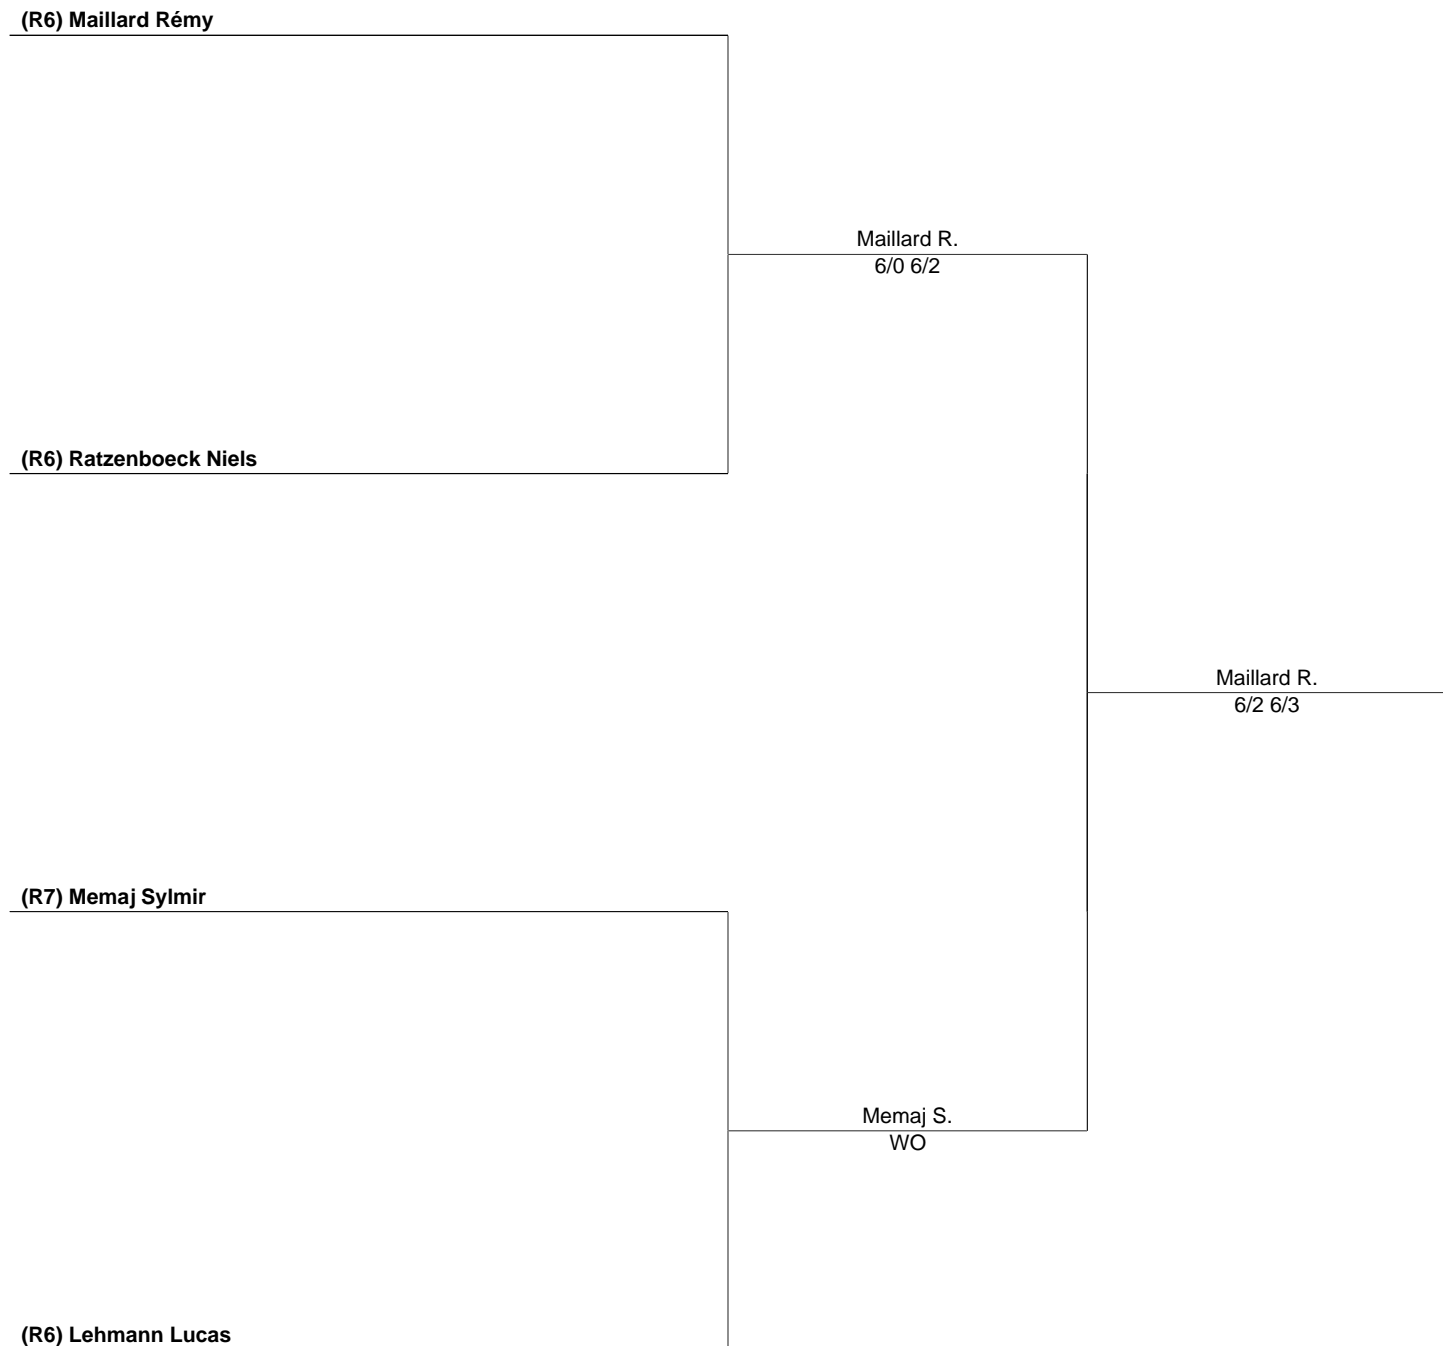 (R6) Maillard Rémy
Maillard R.
6/0 6/2
(R6) Ratzenboeck Niels
Maillard R.
6/2 6/3
(R7) Memaj Sylmir
Memaj S.
WO
(R6) Lehmann Lucas